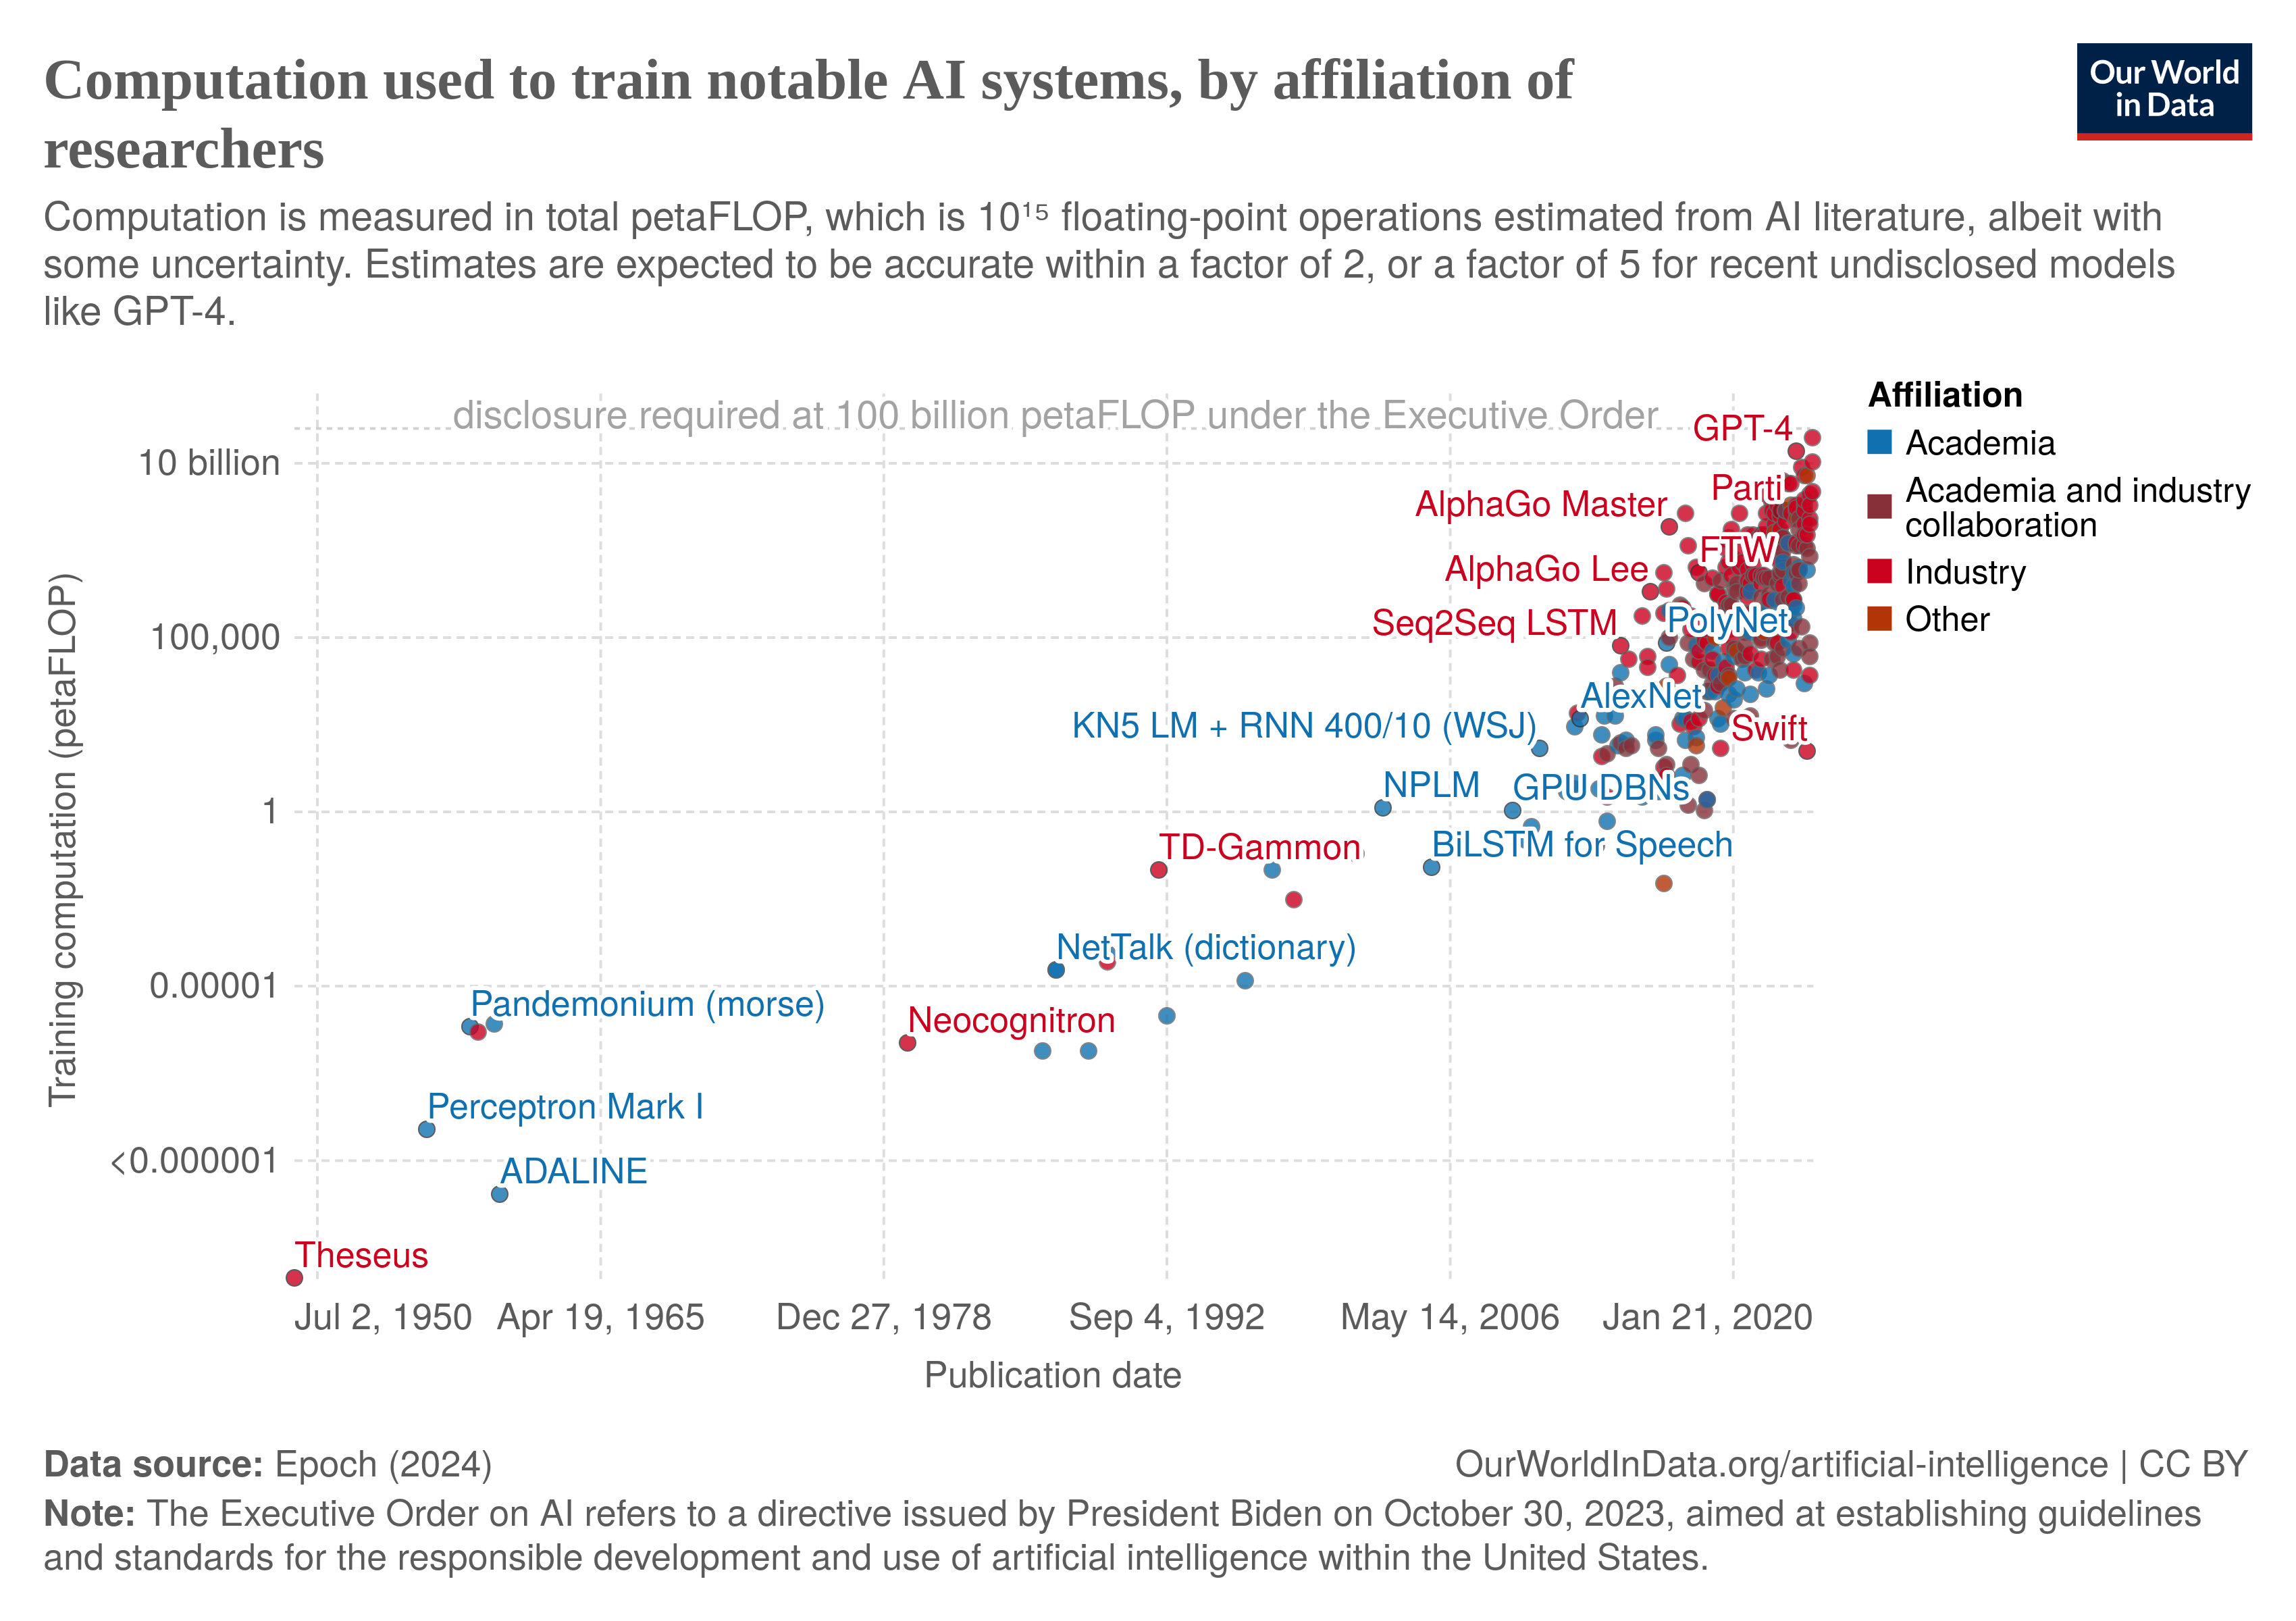 Computation used to train notable AI systems, by affiliation of
researchers
Our World
in Data
Computation is measured in total petaFLOP, which is 10¹⁵ floating-point operations estimated from AI literature, albeit with
some uncertainty. Estimates are expected to be accurate within a factor of 2, or a factor of 5 for recent undisclosed models
like GPT-4.
Affiliation
Academia
Academia and industry
collaboration
Industry
Other
disclosure required at 100 billion petaFLOP under the Executive Order
GPT-4
10 billion
Parti
AlphaGo Master
FTW
AlphaGo Lee
Seq2Seq LSTM
PolyNet
100,000
AlexNet
KN5 LM + RNN 400/10 (WSJ)
Swift
NPLM
GPU DBNs
1
TD-Gammon
BiLSTM for Speech
NetTalk (dictionary)
0.00001
Pandemonium (morse)
Neocognitron
Perceptron Mark I
<0.000001
ADALINE
Theseus
Training computation (petaFLOP)
Jul 2, 1950
Apr 19, 1965
Dec 27, 1978
Sep 4, 1992
May 14, 2006
Jan 21, 2020
Publication date
Data source: Epoch (2024)
OurWorldInData.org/artificial-intelligence | CC BY
Note: The Executive Order on AI refers to a directive issued by President Biden on October 30, 2023, aimed at establishing guidelines
and standards for the responsible development and use of artificial intelligence within the United States.